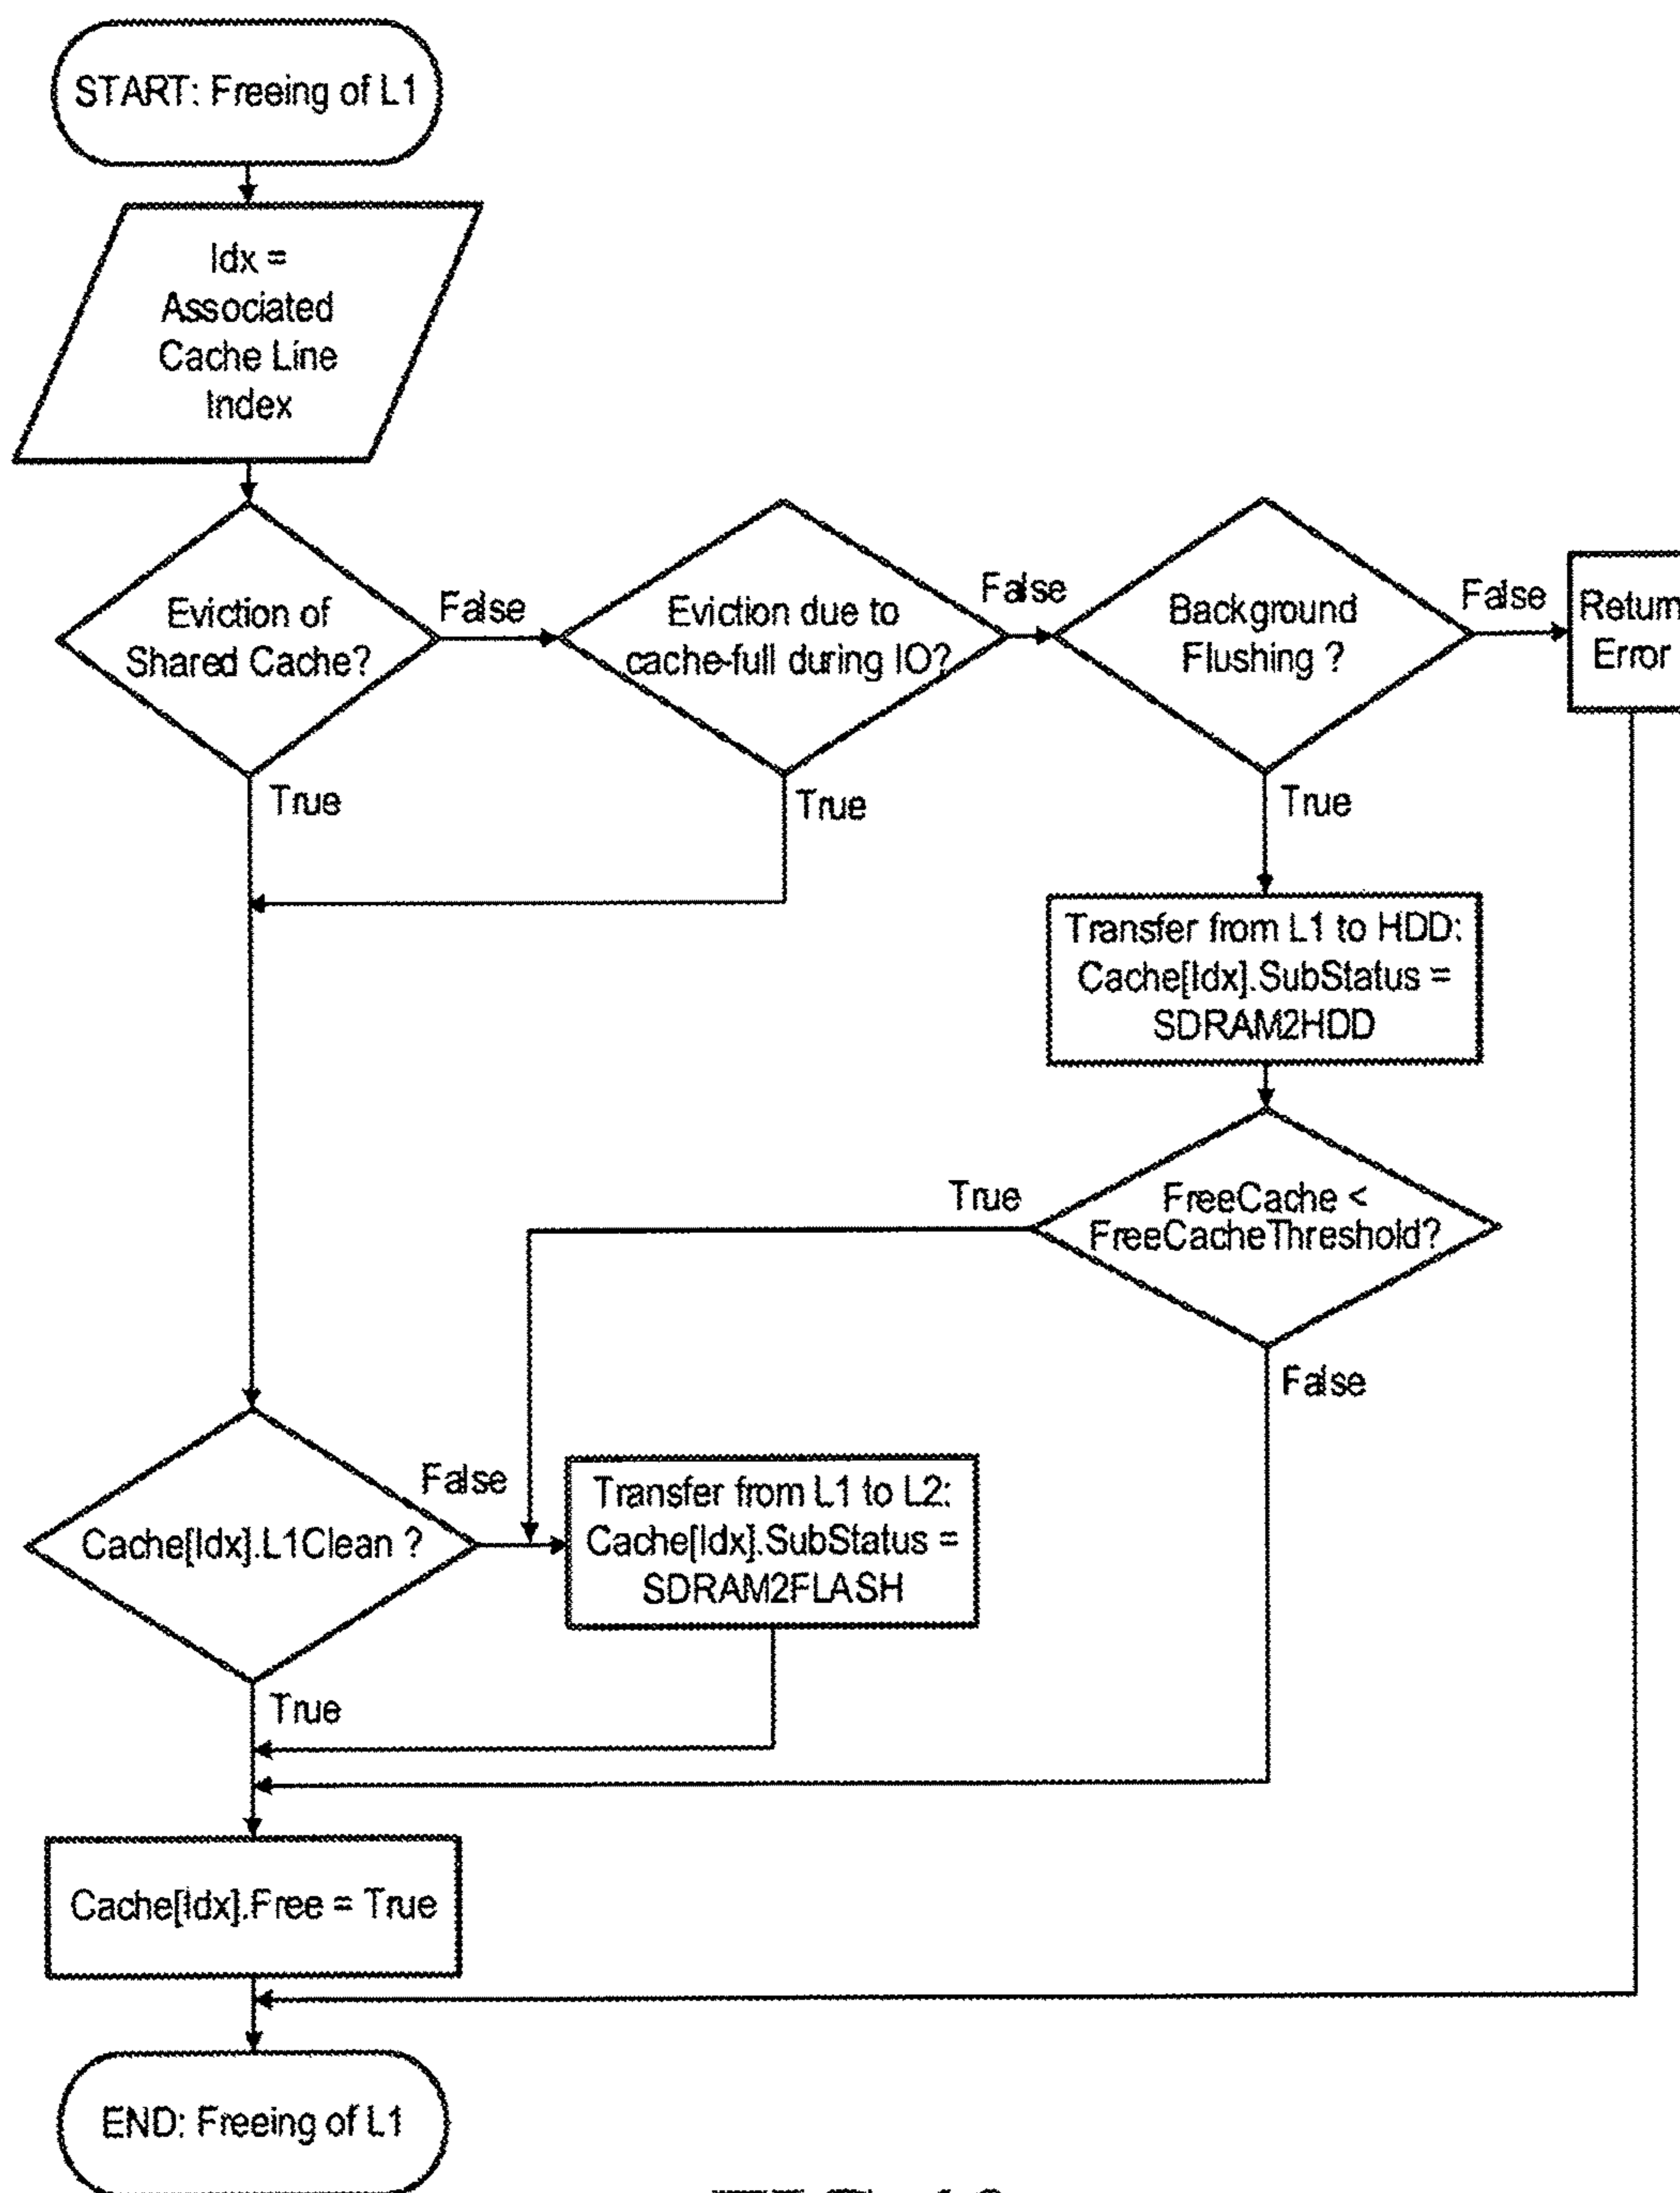 START: Freeing of L1
Idx =
Associated
Cache Line
Index
Eviction of
Shared Cache?
False
True
Eviction due to
cache-full during IO?
False
True
Background
Flushing ?
False
True
Return
Error
Transfer from L1 to HDD:
Cache[Idx].SubStatus =
SDRAM2HDD
FreeCache <
FreeCacheThreshold?
True
False
Cache[Idx].L1Clean ?
False
True
Transfer from L1 to L2:
Cache[Idx].SubStatus =
SDRAM2FLASH
Cache[Idx].Free = True
END: Freeing of L1